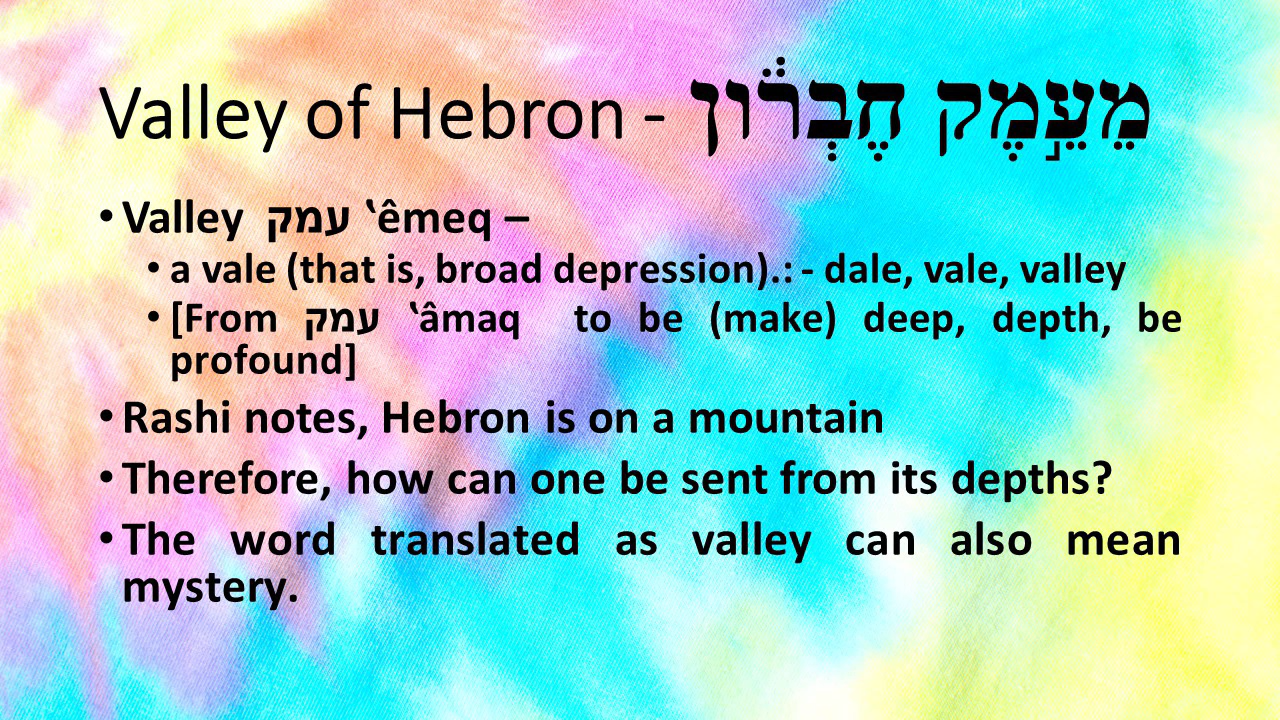 Valley of Hebron - מֵעֵ֣מֶק חֶבְר֔וֹן
• Valley עמק ‛êmeq –
• a vale (that is, broad depression).: - dale, vale, valley
• [From עמק ‛âmaq to be (make) deep, depth, be
profound]
• Rashi notes, Hebron is on a mountain
• Therefore, how can one be sent from its depths?
• The word translated as valley can also mean
mystery.